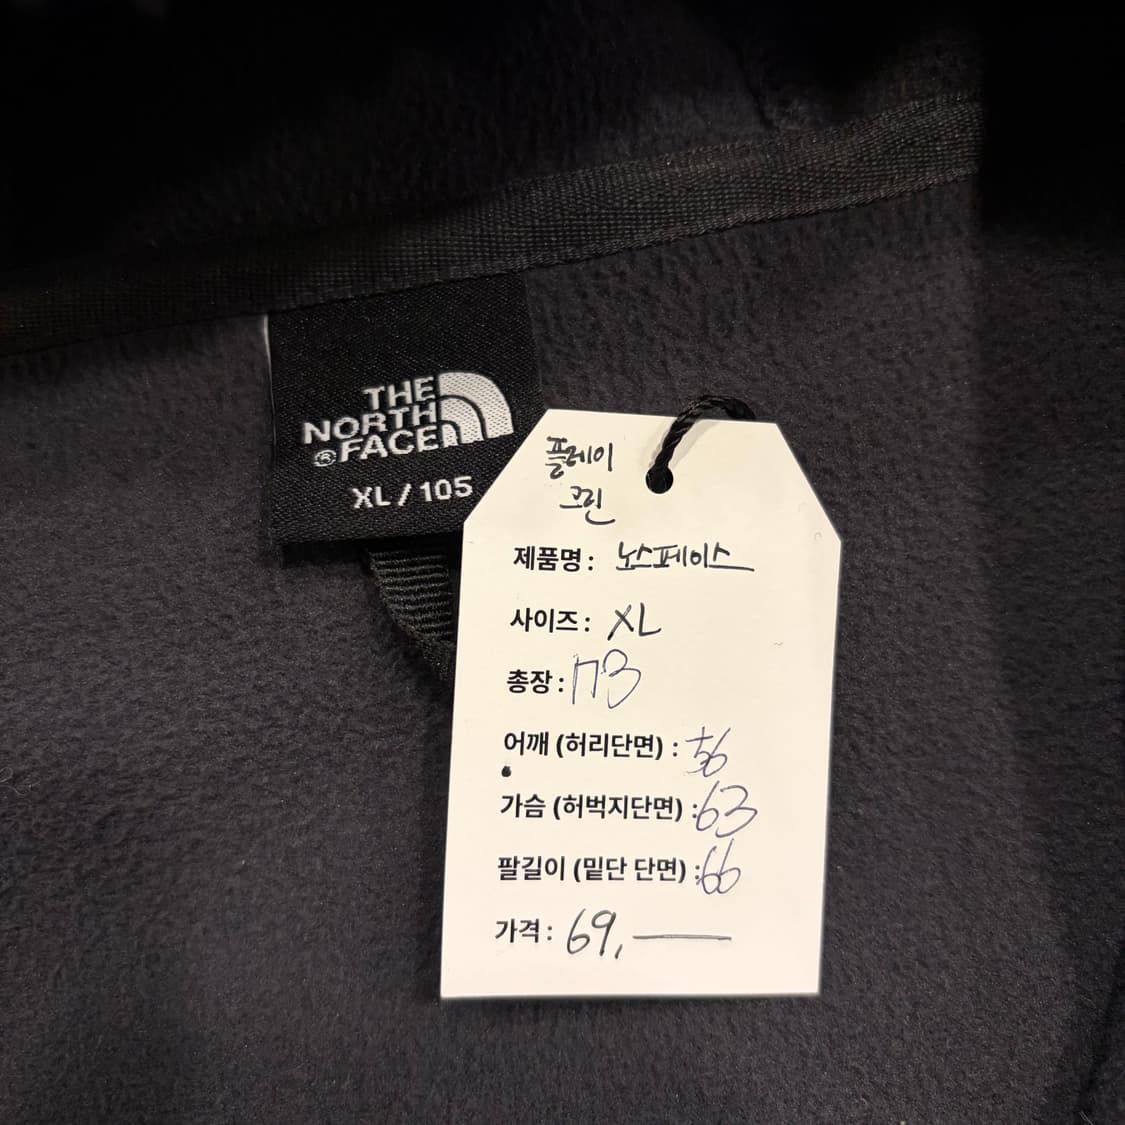 THE
NORTH
® FACE
XL / 105
플레이
그린
제품명 : 노스페이스
사이즈 : XL
총장 : 73
어깨 (허리단면) : 56
가슴 (허벅지단면) : 63
팔길이 (밑단 단면) : 66
가격 : 69,—